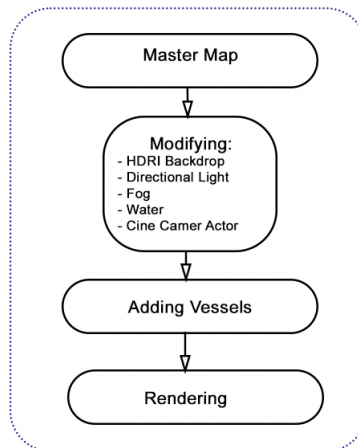 Master Map
Modifying:
- HDRI Backdrop
- Directional Light
- Fog
- Water
- Cine Camer Actor
Adding Vessels
Rendering